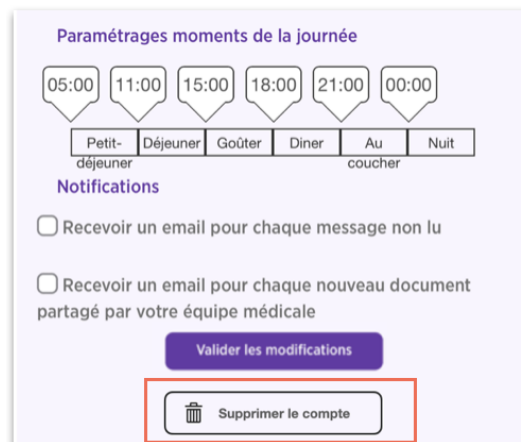 Paramétrages moments de la journée
05:00 11:00 15:00 18:00 21:00 00:00
Petit-déjeuner Déjeuner Goûter Diner Au coucher Nuit
Notifications
Recevoir un email pour chaque message non lu
Recevoir un email pour chaque nouveau document
partagé par votre équipe médicale
Valider les modifications
Supprimer le compte